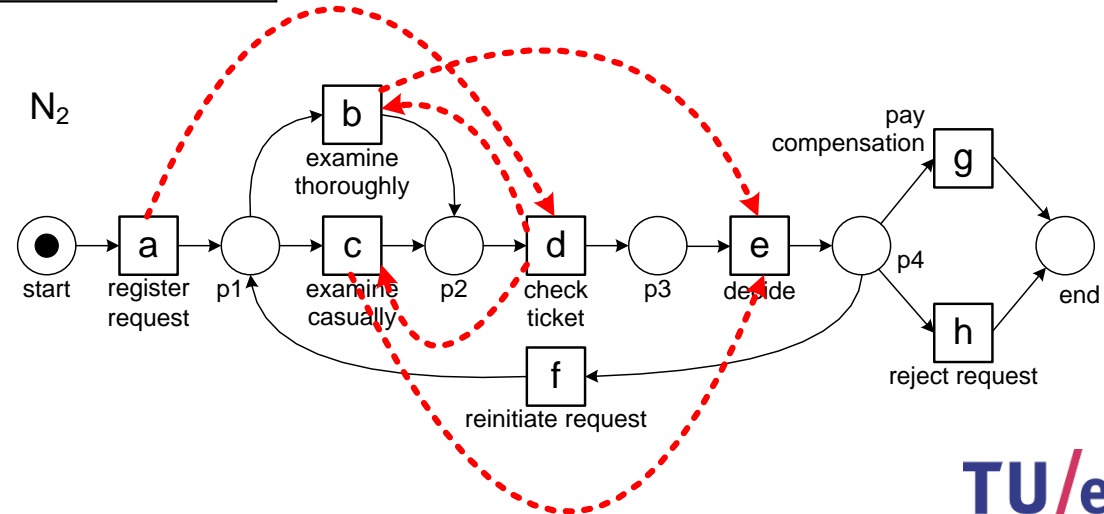 N2
b
examine
thoroughly
pay
compensation
g
a
c
d
e
p4
start
register
request
p1
examine
casually
p2
check
ticket
p3
decide
end
h
reject request
f
reinitiate request
TU/e